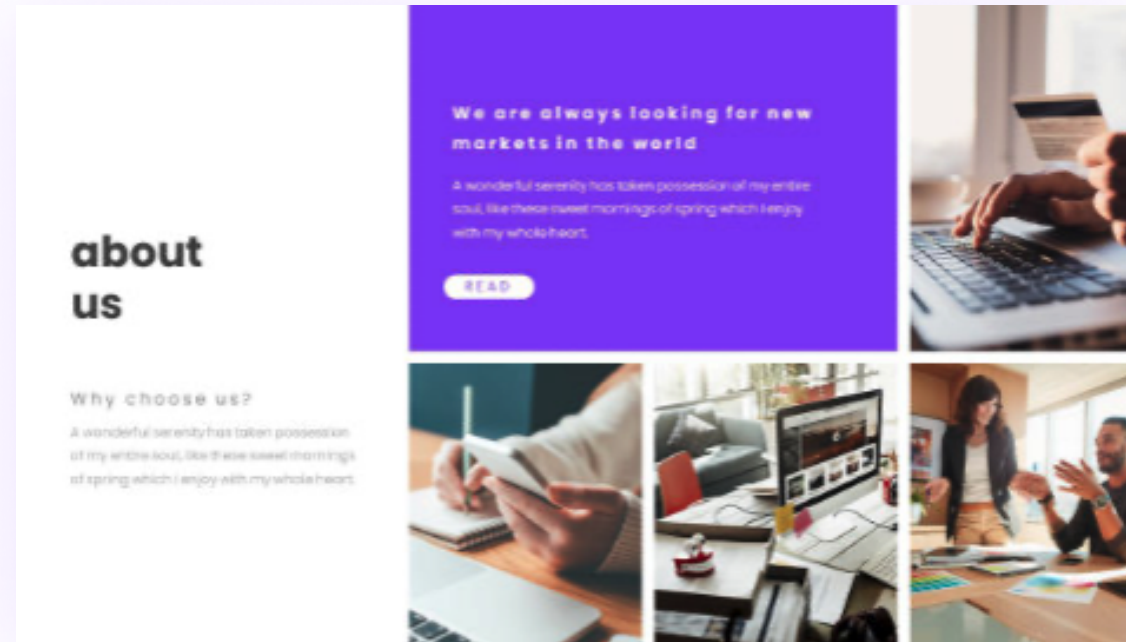 about
us
Why choose us?
A wonderful serenity has taken possession
of my entire soul, like these sweet mornings
of spring which I enjoy with my whole heart.
We are always looking for new
markets in the world
A wonderful serenity has taken possession of my entire
soul, like these sweet mornings of spring which I enjoy
with my whole heart.
READ